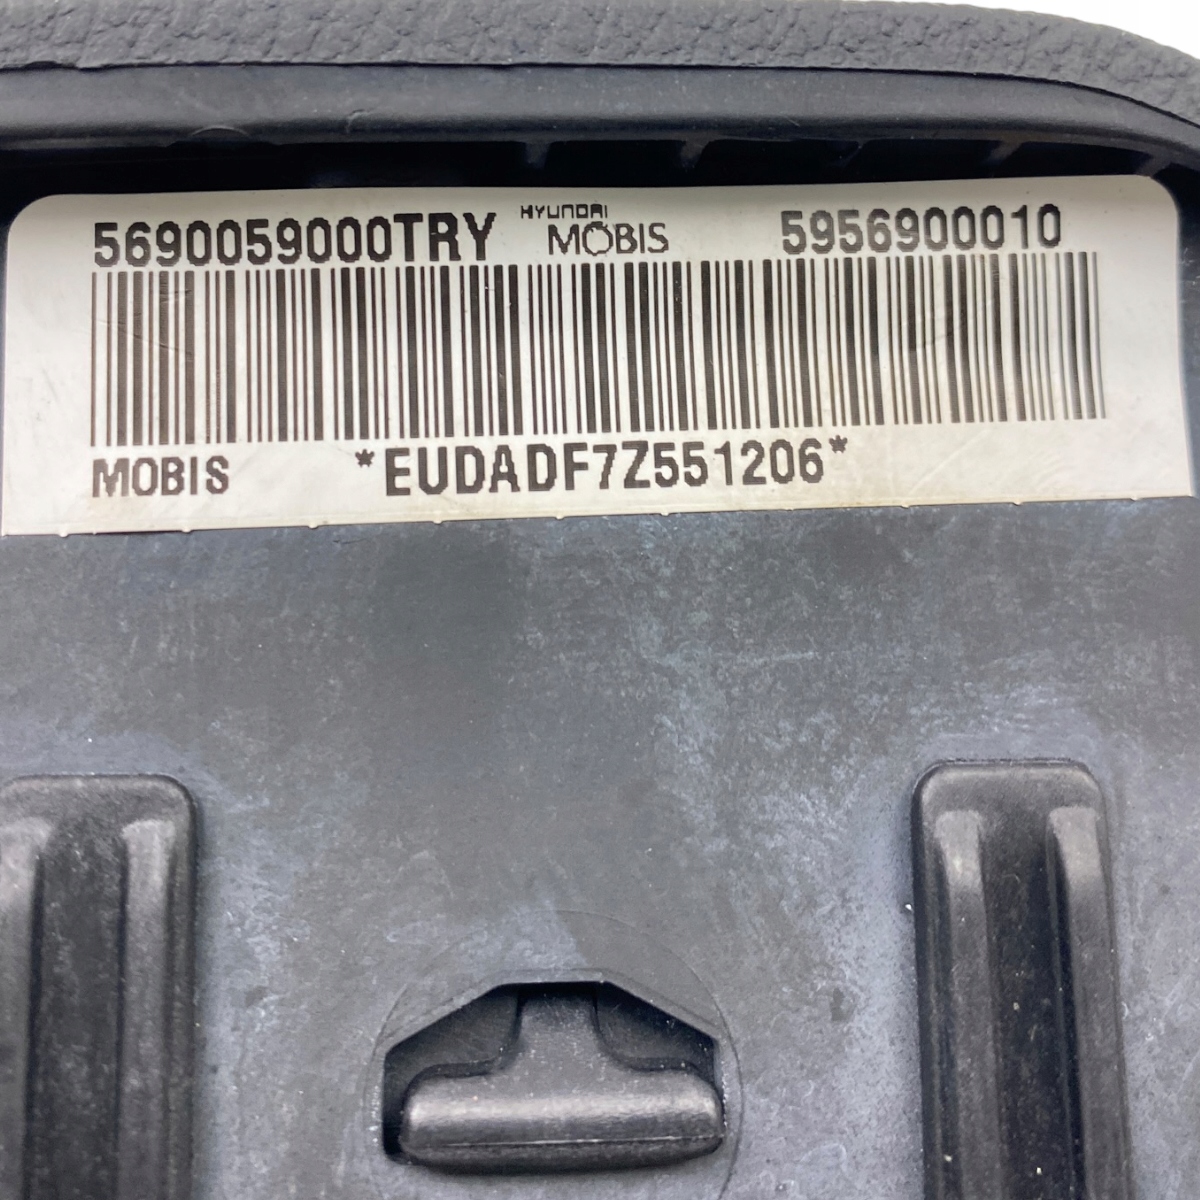 5690059000TRY HYUNDAI MOBIS 5956900010
MOBIS *EUDADF7Z551206*